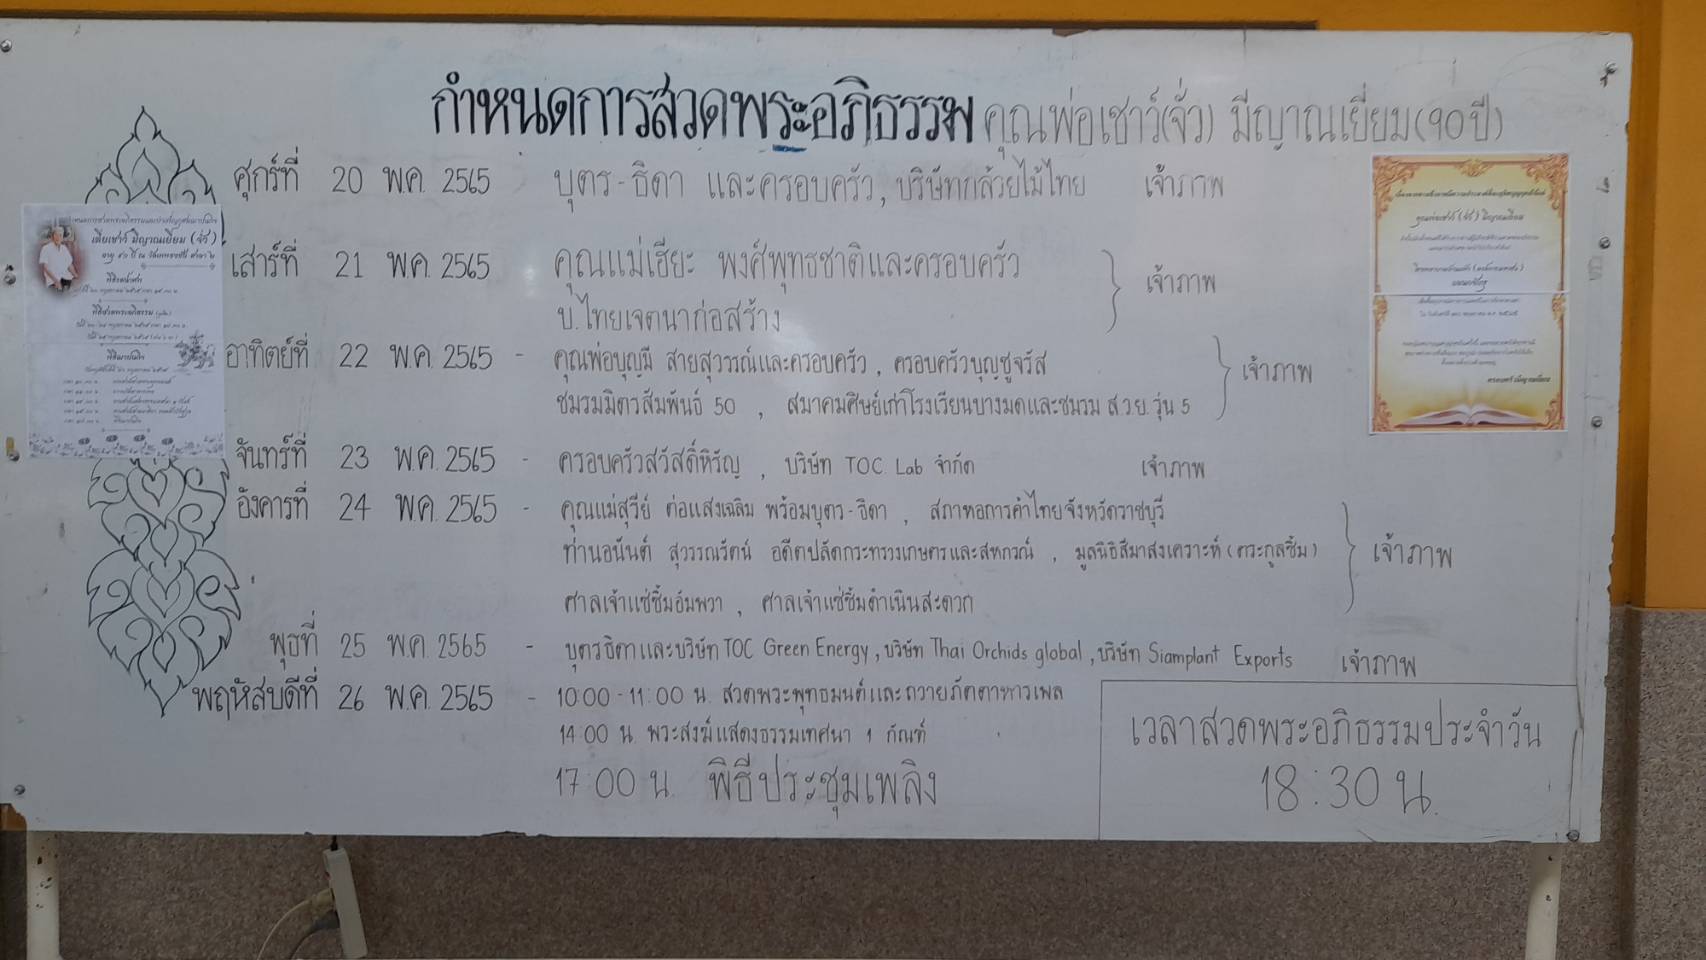 กำหนดการสวดพระอภิธรรม คุณพ่อเชาว์(จั๊ว) มีญาณเยี่ยม(90ปี)
ศุกร์ที่ 20 พ.ค. 2565 - บุตร-ธิดา และครอบครัว, บริษัทกล้วยไม้ไทย เจ้าภาพ
เสาร์ที่ 21 พ.ค. 2565 คุณแม่เฮียะ พงศ์พุทธชาติและครอบครัว
บ.ไทยเจตนาก่อสร้าง เจ้าภาพ
อาทิตย์ที่ 22 พ.ค. 2565 - คุณพ่อบุญมี สายสุวรรณและครอบครัว , ครอบครัวบุญชูจรัส
ชมรมมิตรสัมพันธ์ 50 , สมาคมศิษย์เก่าโรงเรียนบางมดและชมรม ส.ว.ย. รุ่น 5 เจ้าภาพ
จันทร์ที่ 23 พ.ค. 2565 - ครอบครัวสวัสดิ์หิรัญ , บริษัท TOC Lab จำกัด เจ้าภาพ
อังคารที่ 24 พ.ค. 2565 - คุณแม่สุรีย์ ต่อแสงเฉลิม พร้อมบุตร-ธิดา , สภาหอการค้าไทยจังหวัดราชบุรี
ท่านอนันต์ สุวรรณรัตน์ อดีตปลัดกระทรวงเกษตรและสหกรณ์ , มูลนิธิสีมาสงเคราะห์ (ตระกูลซิ้ม) เจ้าภาพ
ศาลเจ้าแซ่ซิ้มอัมพวา , ศาลเจ้าแซ่ซิ้มดำเนินสะดวก
พุธที่ 25 พ.ค. 2565 - บุตรธิดาและบริษัท TOC Green Energy, บริษัท Thai Orchids global, บริษัท Siamplant Exports เจ้าภาพ
พฤหัสบดีที่ 26 พ.ค. 2565 - 10:00-11:00 น. สวดพระพุทธมนต์และถวายภัตตาหารเพล
14:00 น. พระสงฆ์แสดงธรรมเทศนา 1 กัณฑ์
17:00 น. พิธีประชุมเพลิง
เวลาสวดพระอภิธรรมประจำวัน
18:30 น.